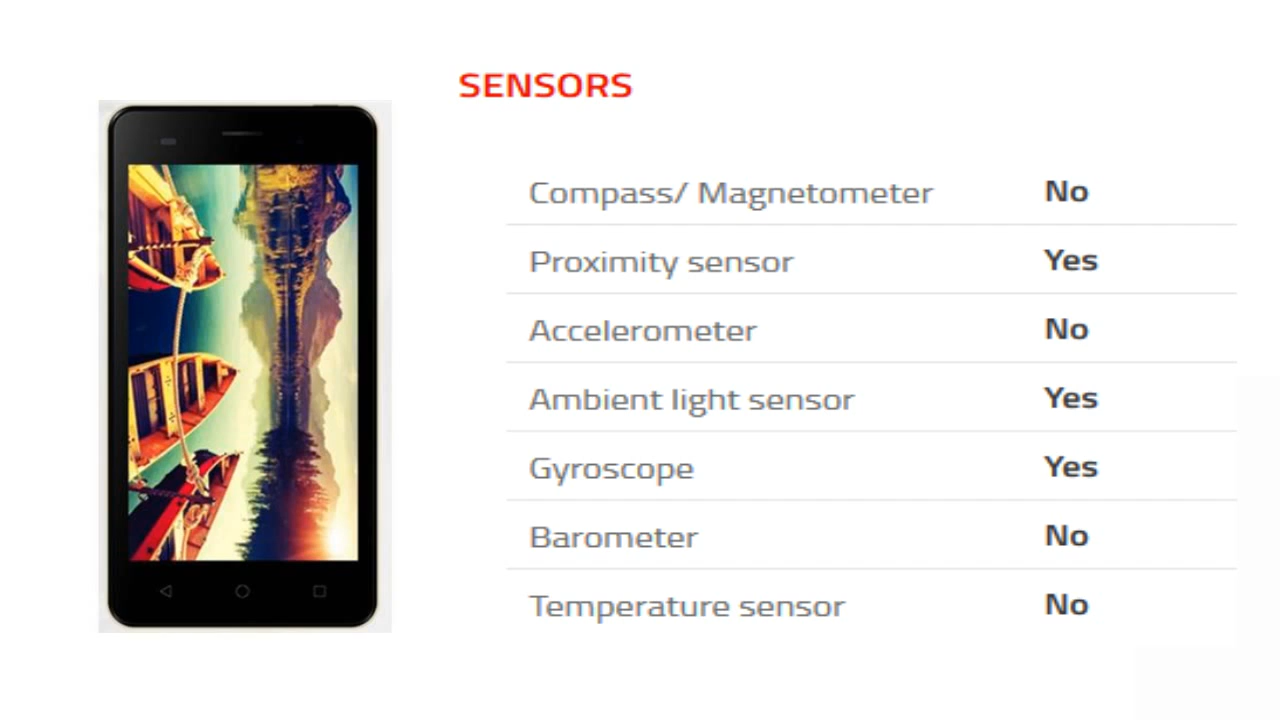 SENSORS
Compass/ Magnetometer No
Proximity sensor Yes
Accelerometer No
Ambient light sensor Yes
Gyroscope Yes
Barometer No
Temperature sensor No